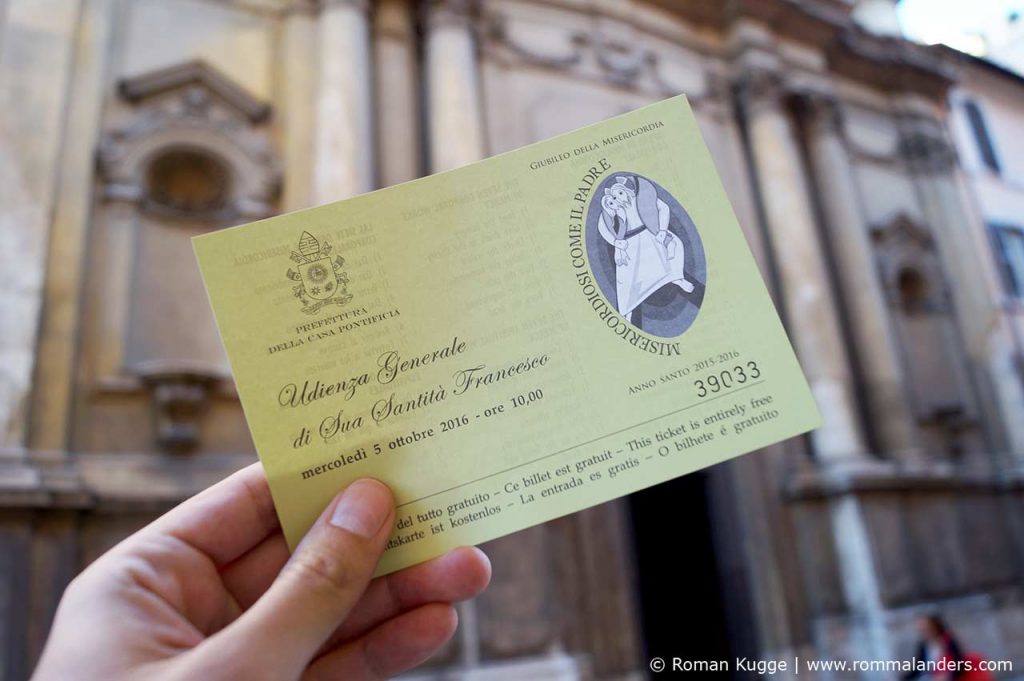 GIUBILEO DELLA MISERICORDIA
MISERICORDIOSI COME IL PADRE
PREFETTURA
DELLA CASA PONTIFICIA
Udienza Generale
di Sua Santità Francesco
mercoledì 5 ottobre 2016 - ore 10,00
ANNO SANTO 2015-2016
39033
del tutto gratuito – Ce billet est gratuit – This ticket is entirely free
ist kostenlos – La entrada es gratis – O bilhete é gratuito
© Roman Kugge | www.rommalanders.com